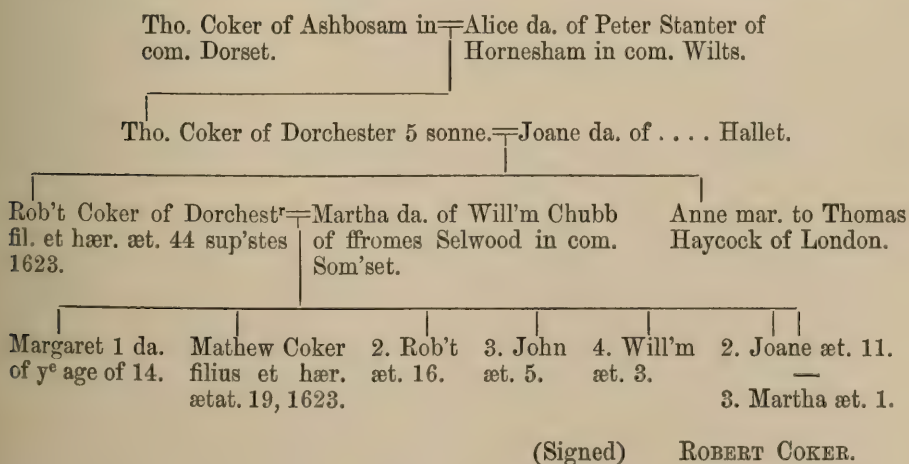 Tho. Coker of Ashbosam in=Alice da. of Peter Stanter of
com. Dorset. Hornesham in com. Wilts.
Tho. Coker of Dorchester 5 sonne.=Joane da. of . . . . Hallet.
Rob't Coker of Dorchestʳ=Martha da. of Will'm Chubb
fil. et hær. æt. 44 sup'stes of ffromes Selwood in com.
1623. Som'set.
Anne mar. to Thomas
Haycock of London.
Margaret 1 da.
of yᵉ age of 14.
Mathew Coker
filius et hær.
ætat. 19, 1623.
2. Rob't
æt. 16.
3. John
æt. 5.
4. Will'm
æt. 3.
2. Joane æt. 11.
—
3. Martha æt. 1.
(Signed) ROBERT COKER.